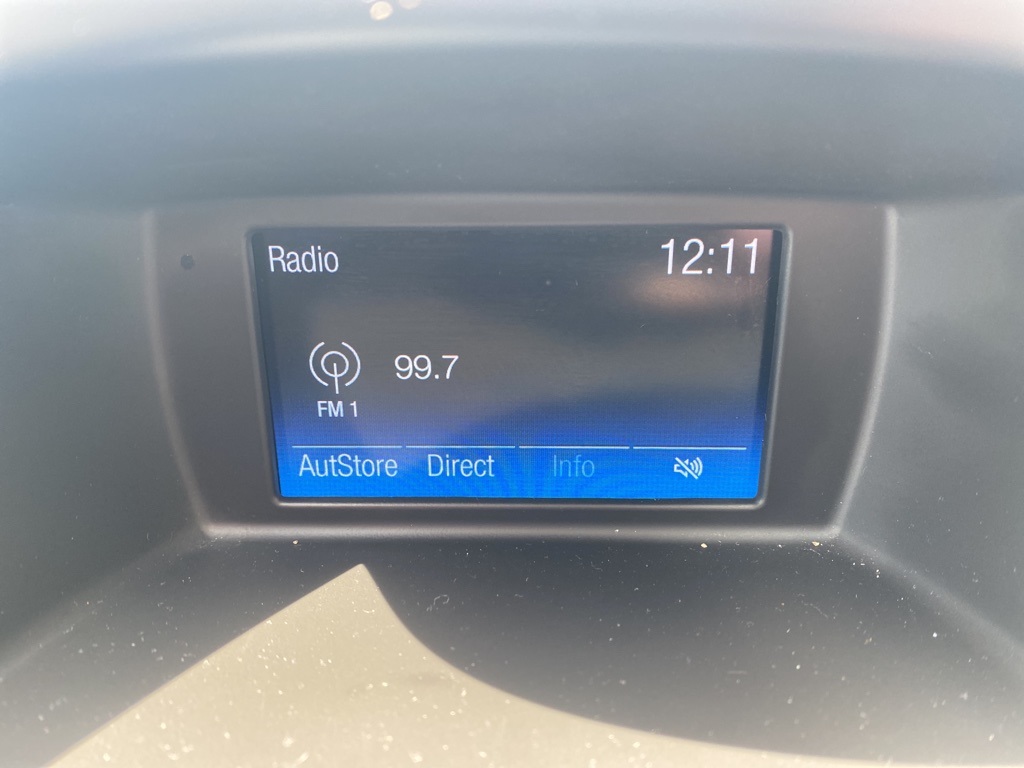 Radio 12:11
99.7
FM 1
AutStore Direct Info